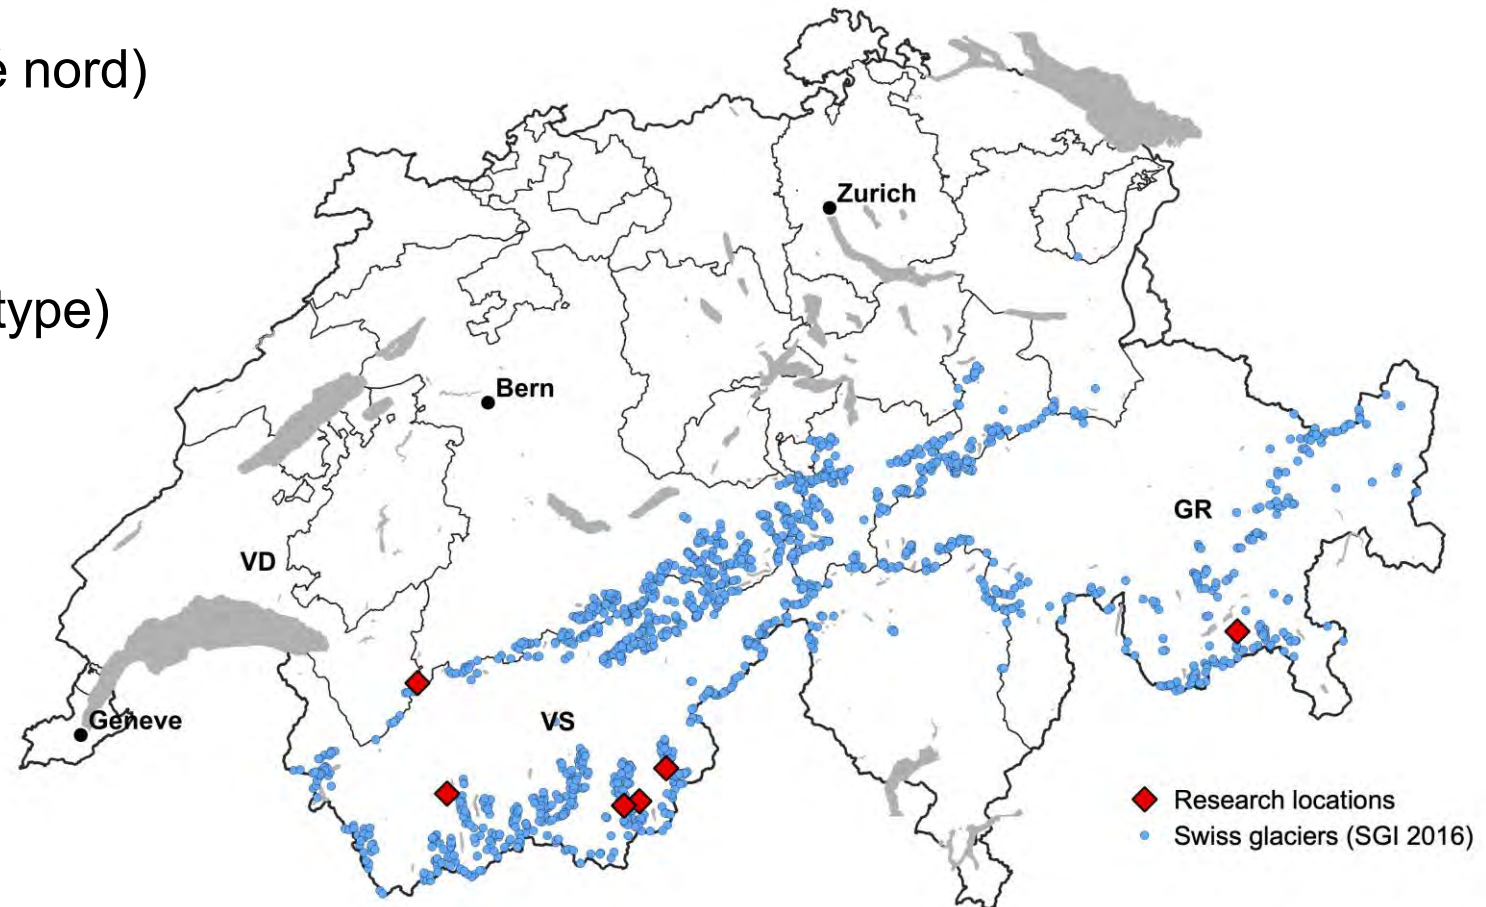 é nord)
Zurich
type)
Bern
GR
VD
VS
Geneve
Research locations
Swiss glaciers (SGI 2016)